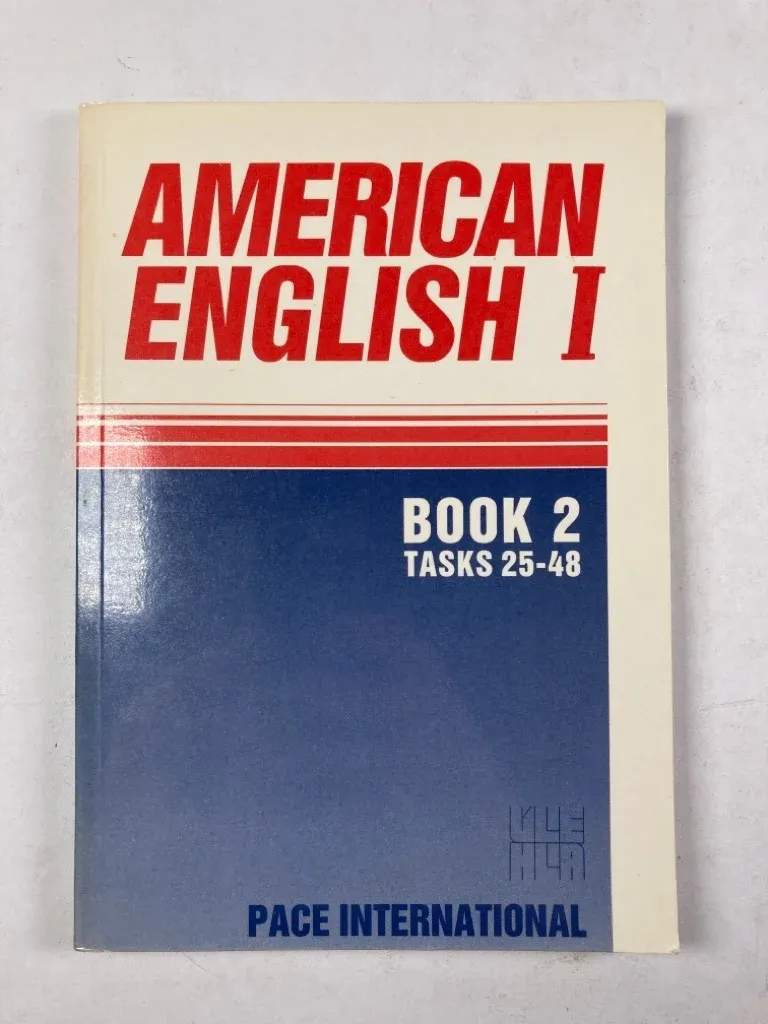 AMERICAN
ENGLISH I
BOOK 2
TASKS 25-48
PACE INTERNATIONAL